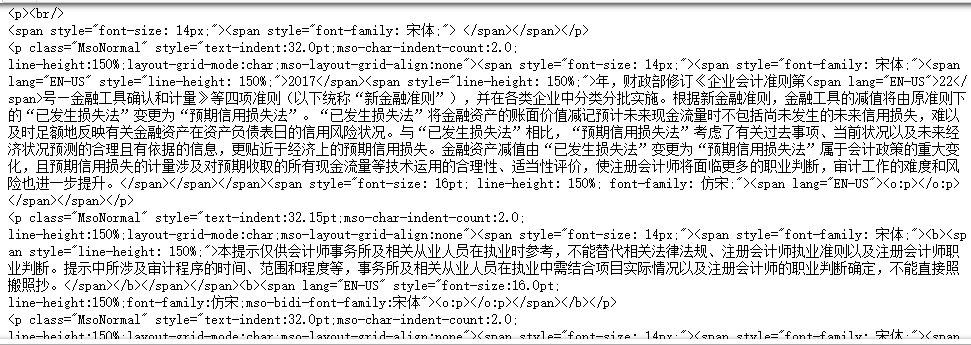 <p><br/>
<span style="font-size: 14px;"><span style="font-family: 宋体;"> </span></span></p>
<p class="MsoNormal" style="text-indent:32.0pt;mso-char-indent-count:2.0;
line-height:150%;layout-grid-mode:char;mso-layout-grid-align:none"><span style="font-size: 14px;"><span style="font-family: 宋体;"><span
lang="EN-US" style="line-height: 150%;">2017</span><span style="line-height: 150%;">年，财政部修订《企业会计准则第<span lang="EN-US">22</
span>号—金融工具确认和计量》等四项准则（以下统称“新金融准则”），并在各类企业中分类分批实施。根据新金融准则，金融工具的减值将由原准则下
的“已发生损失法”变更为“预期信用损失法”。“已发生损失法”将金融资产的账面价值减记预计未来现金流量时不包括尚未发生的未来信用损失，难以
及时足额地反映有关金融资产在资产负债表日的信用风险状况。与“已发生损失法”相比，“预期信用损失法”考虑了有关过去事项、当前状况以及未来经
济状况预测的合理且有依据的信息，更贴近于经济上的预期信用损失。金融资产减值由“已发生损失法”变更为“预期信用损失法”属于会计政策的重大变
化，且预期信用损失的计量涉及对预期收取的所有现金流量等技术运用的合理性、适当性评价，使注册会计师将面临更多的职业判断，审计工作的难度和风
险也进一步提升。</span></span></span><span style="font-size: 16pt; line-height: 150%; font-family: 仿宋;"><span lang="EN-US"><o:p></o:p>
</span></span></p>
<p class="MsoNormal" style="text-indent:32.15pt;mso-char-indent-count:2.0;
line-height:150%;layout-grid-mode:char;mso-layout-grid-align:none"><span style="font-size: 14px;"><span style="font-family: 宋体;"><b><sp
an style="line-height: 150%;">本提示仅供会计师事务所及相关从业人员在执业时参考，不能替代相关法律法规、注册会计师执业准则以及注册会计师职
业判断。提示中所涉及审计程序的时间、范围和程度等，事务所及相关从业人员在执业中需结合项目实际情况以及注册会计师的职业判断确定，不能直接照
搬照抄。</span></b></span></span><b><span lang="EN-US" style="font-size:16.0pt;
line-height:150%;font-family:仿宋;mso-bidi-font-family:宋体"><o:p></o:p></span></b></p>
<p class="MsoNormal" style="text-indent:32.0pt;mso-char-indent-count:2.0;
line-height:150%;layout-grid-mode:char;mso-layout-grid-align:none"><span style="font-size: 14px;"><span style="font-family: 宋体;"><span